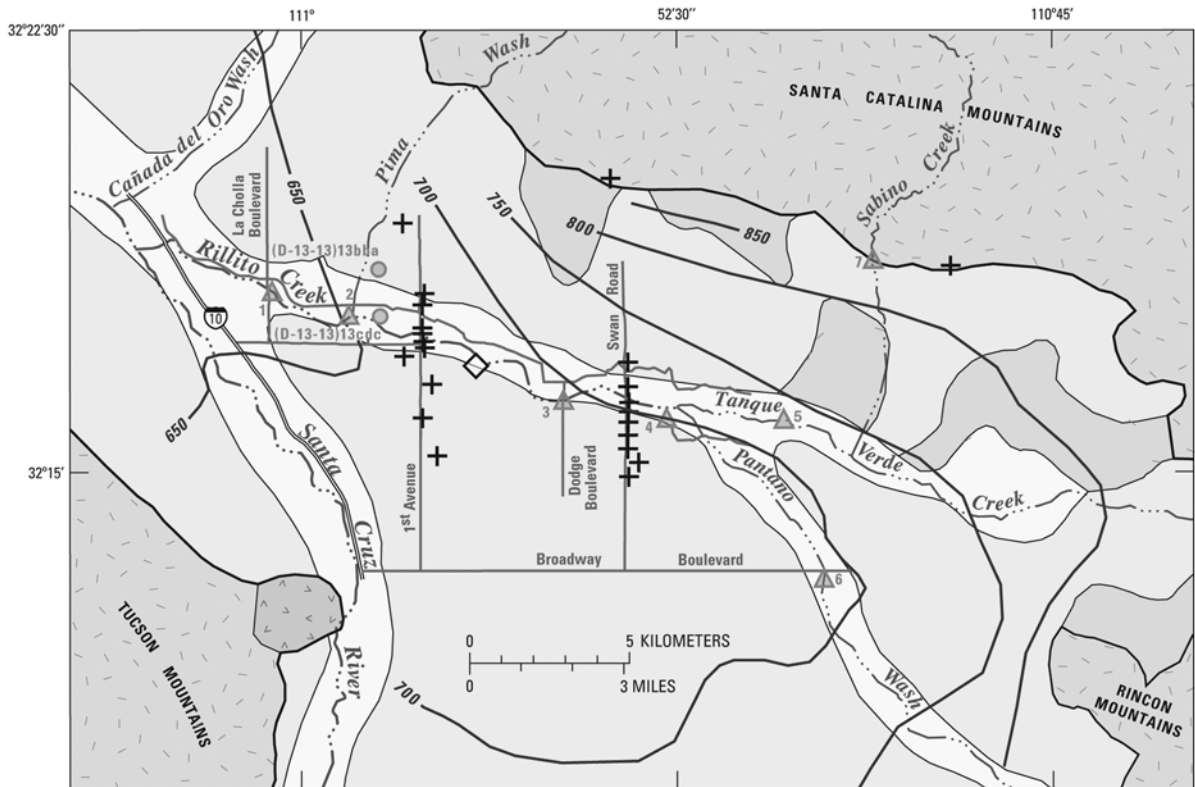 111°
52'30"
110°45'
32°22'30"
Wash
SANTA CATALINA MOUNTAINS
Cañada del Oro Wash
Creek
Pima
La Cholla
Boulevard
650
700
750
Sabino
800
850
(D-13-13)13bba
Rillito
Creek
7
Swan Road
1
2
10
(D-13-13)13cdc
Tanque
3
4
5
650
Santa
Verde
Pantano
32°15'
1st Avenue
Dodge
Boulevard
Creek
Cruz
Broadway Boulevard
6
TUCSON MOUNTAINS
0 5 KILOMETERS
0 3 MILES
River
700
Wash
RINCON
MOUNTAINS